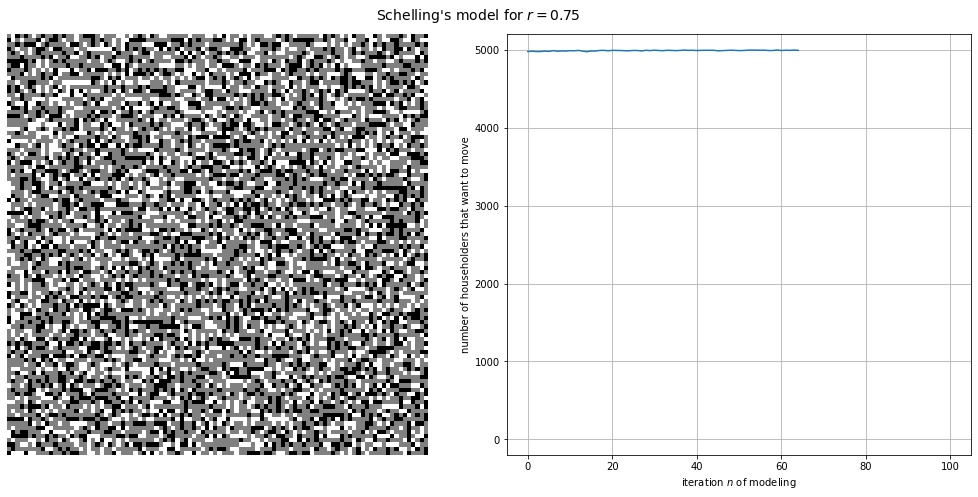 Schelling's model for r = 0.75
number of householders that want to move
5000
4000
3000
2000
1000
0
0 20 40 60 80 100
iteration n of modeling